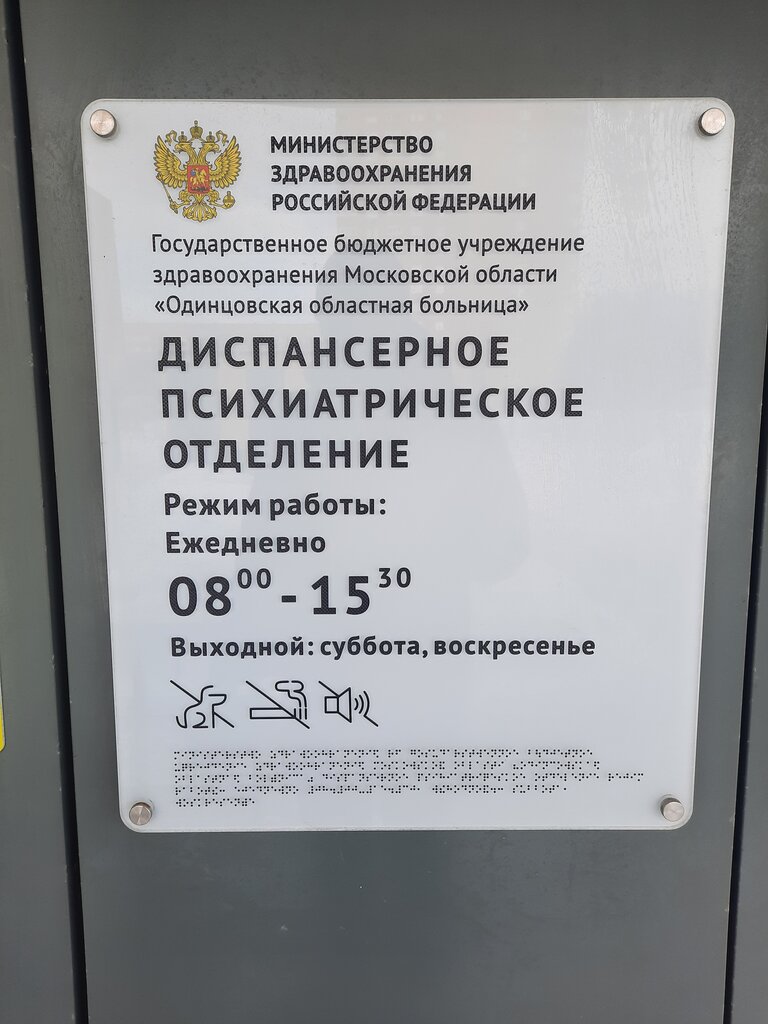 МИНИСТЕРСТВО
ЗДРАВООХРАНЕНИЯ
РОССИЙСКОЙ ФЕДЕРАЦИИ
Государственное бюджетное учреждение
здравоохранения Московской области
«Одинцовская областная больница»
ДИСПАНСЕРНОЕ
ПСИХИАТРИЧЕСКОЕ
ОТДЕЛЕНИЕ
Режим работы:
Ежедневно
08⁰⁰ - 15³⁰
Выходной: суббота, воскресенье